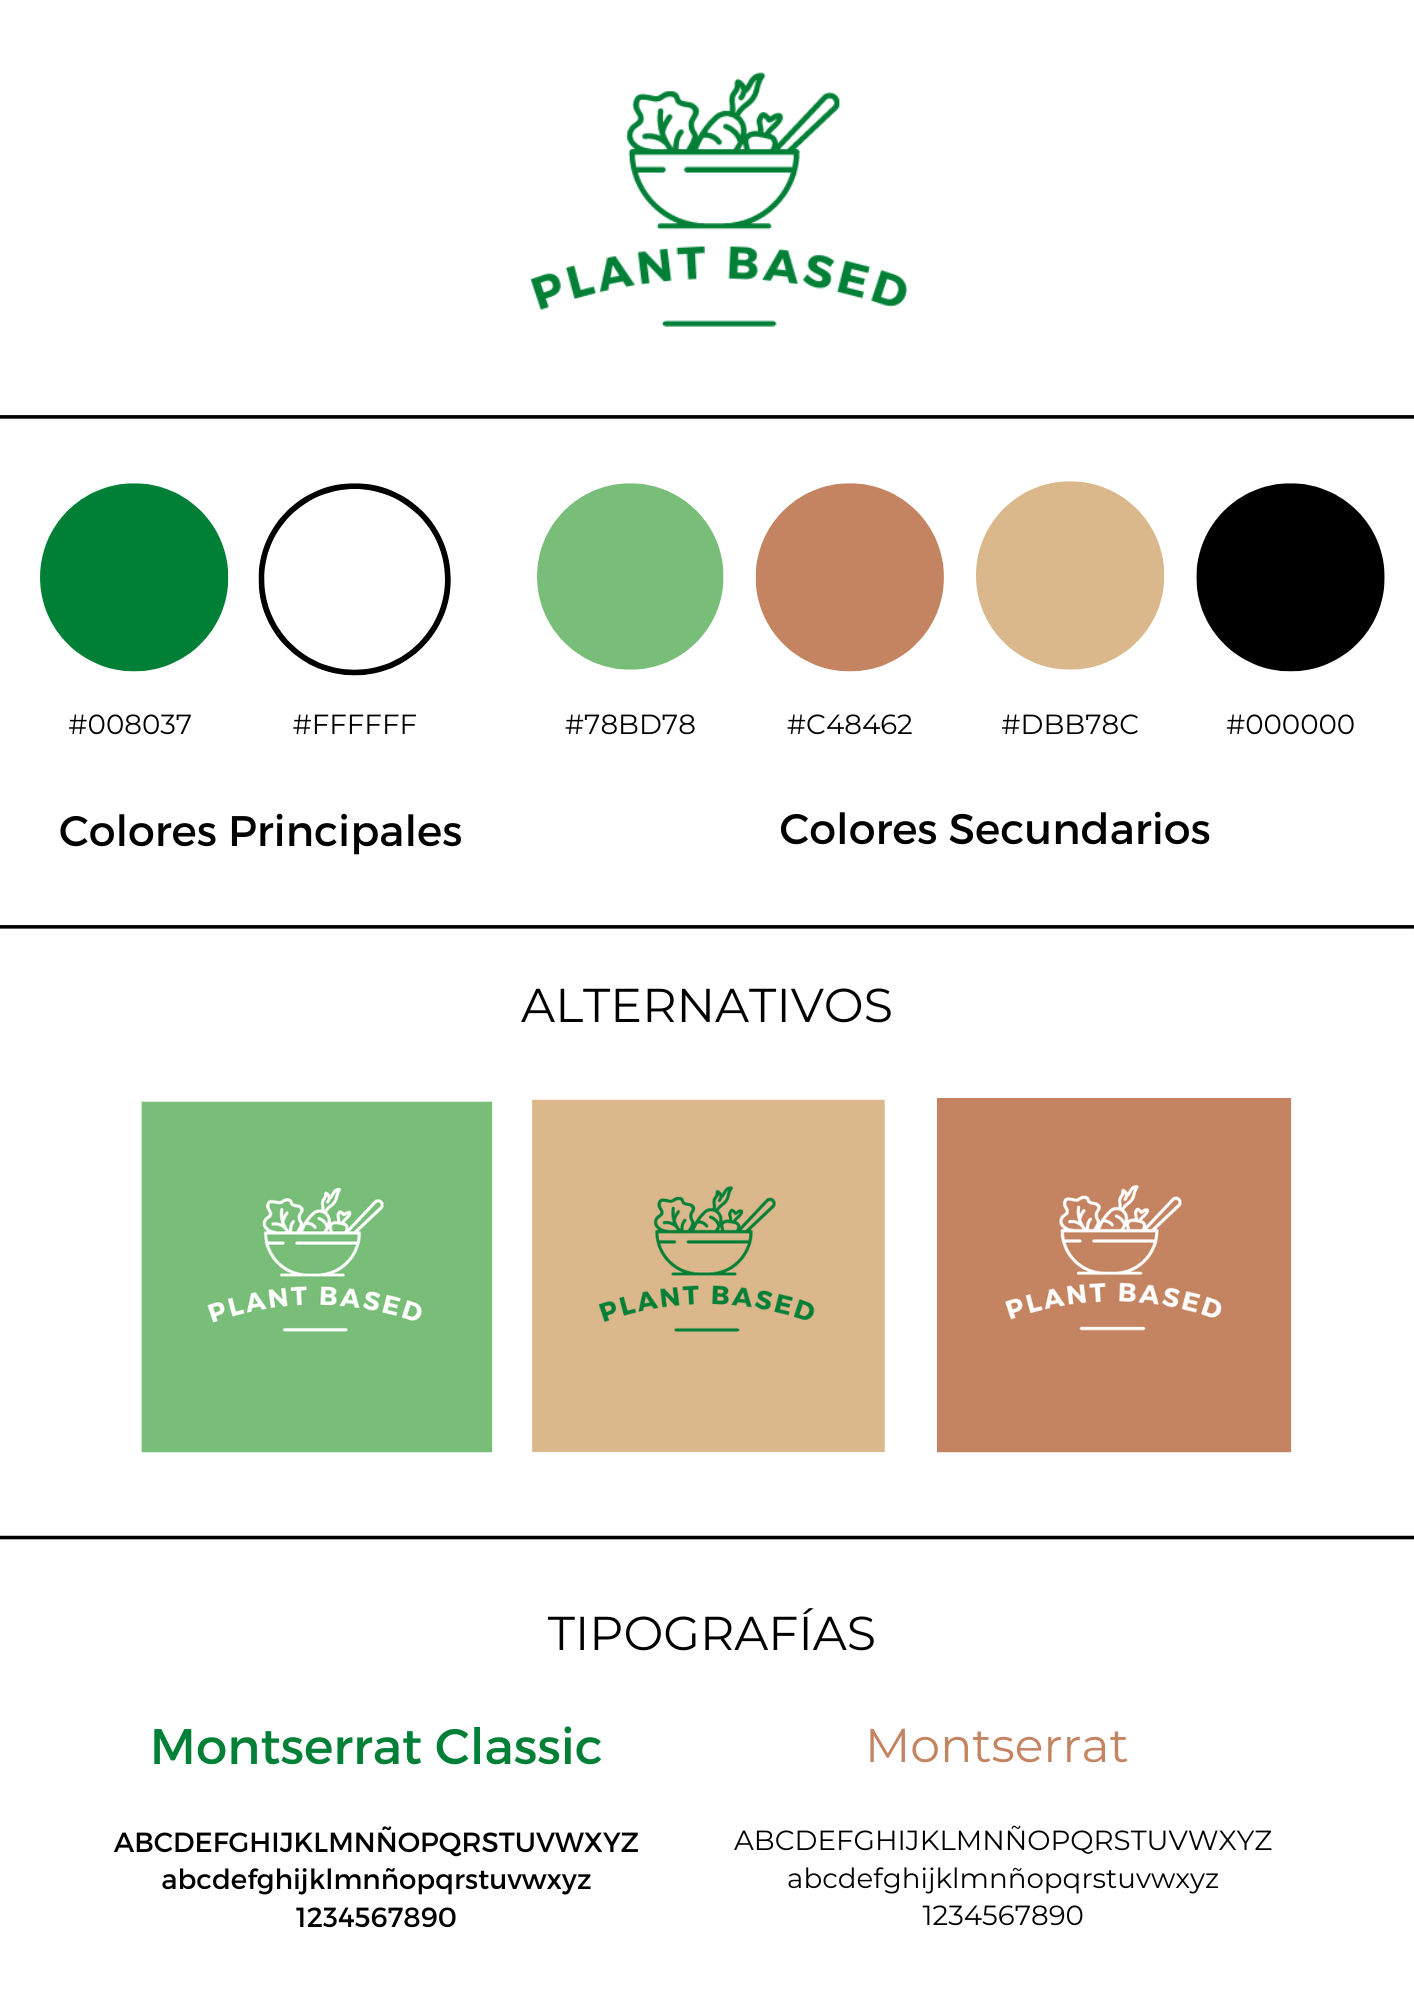 PLANT BASED
#008037 #FFFFFF #78BD78 #C48462 #DBB78C #000000
Colores Principales Colores Secundarios
ALTERNATIVOS
PLANT BASED PLANT BASED PLANT BASED
TIPOGRAFÍAS
Montserrat Classic
ABCDEFGHIJKLMNÑOPQRSTUVWXYZ
abcdefghijklmnñopqrstuvwxyz
1234567890
Montserrat
ABCDEFGHIJKLMNÑOPQRSTUVWXYZ
abcdefghijklmnñopqrstuvwxyz
1234567890